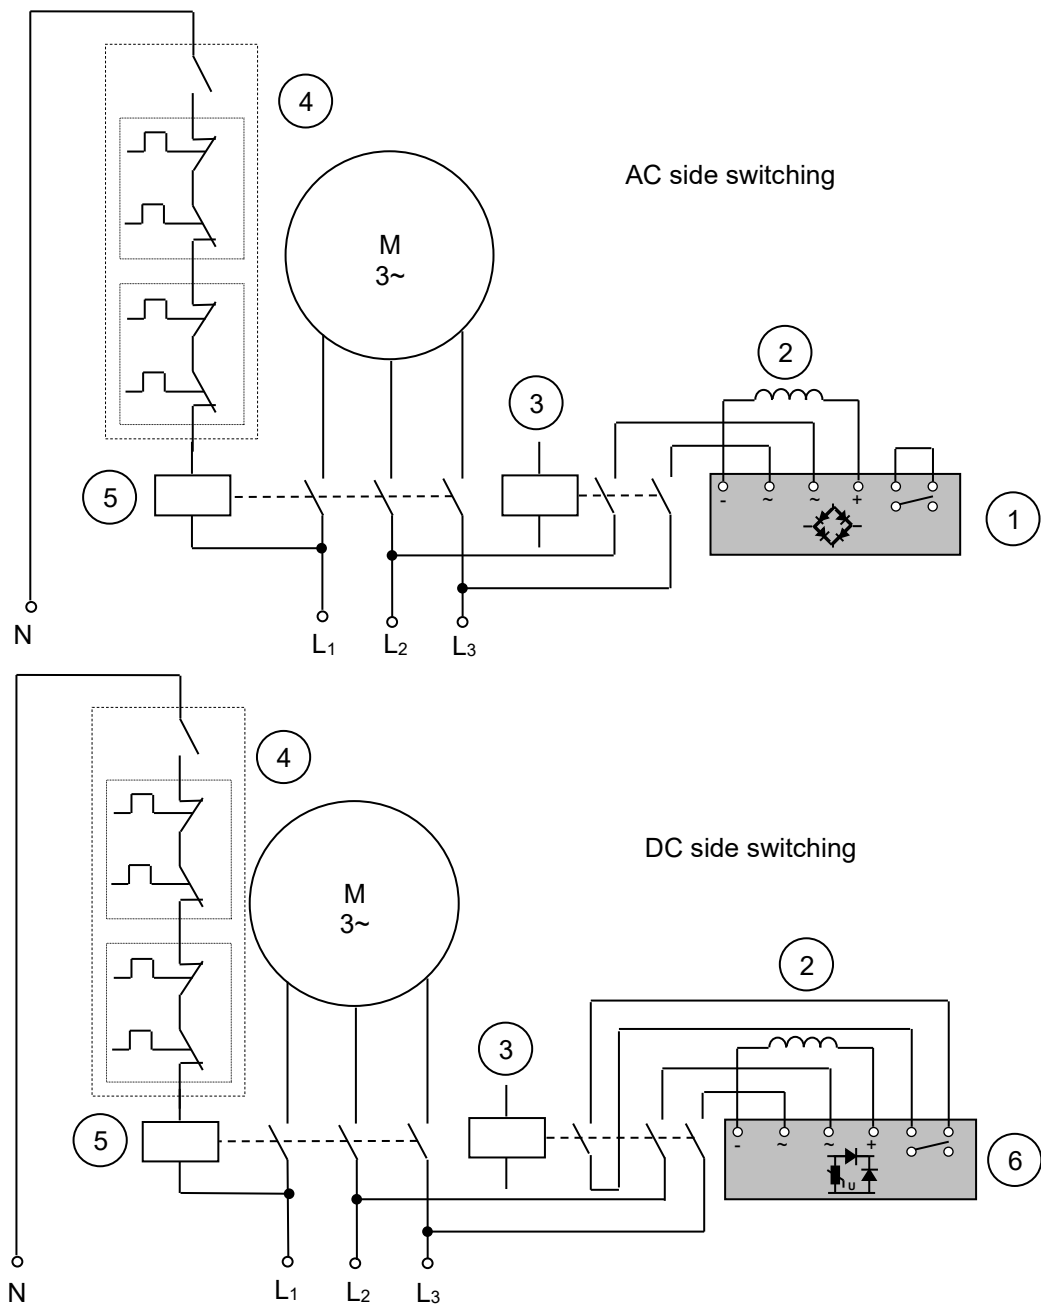 4
M
3~
AC side switching
2
3
5
- ~ ~ +
1
N
L1
L2
L3
4
M
3~
DC side switching
2
3
5
- ~ ~ +
U
6
N
L1
L2
L3